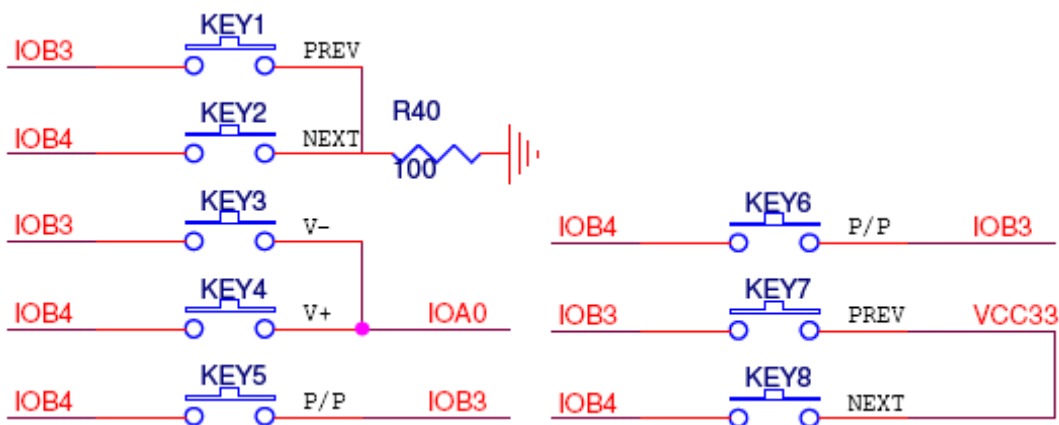 KEY1
IOB3 PREV
KEY2
R40
IOB4 NEXT
100
KEY3
IOB3 V-
KEY4
IOB4 V+ IOA0
KEY5
IOB4 P/P IOB3
KEY6
IOB4 P/P IOB3
KEY7
IOB3 PREV VCC33
KEY8
IOB4 NEXT